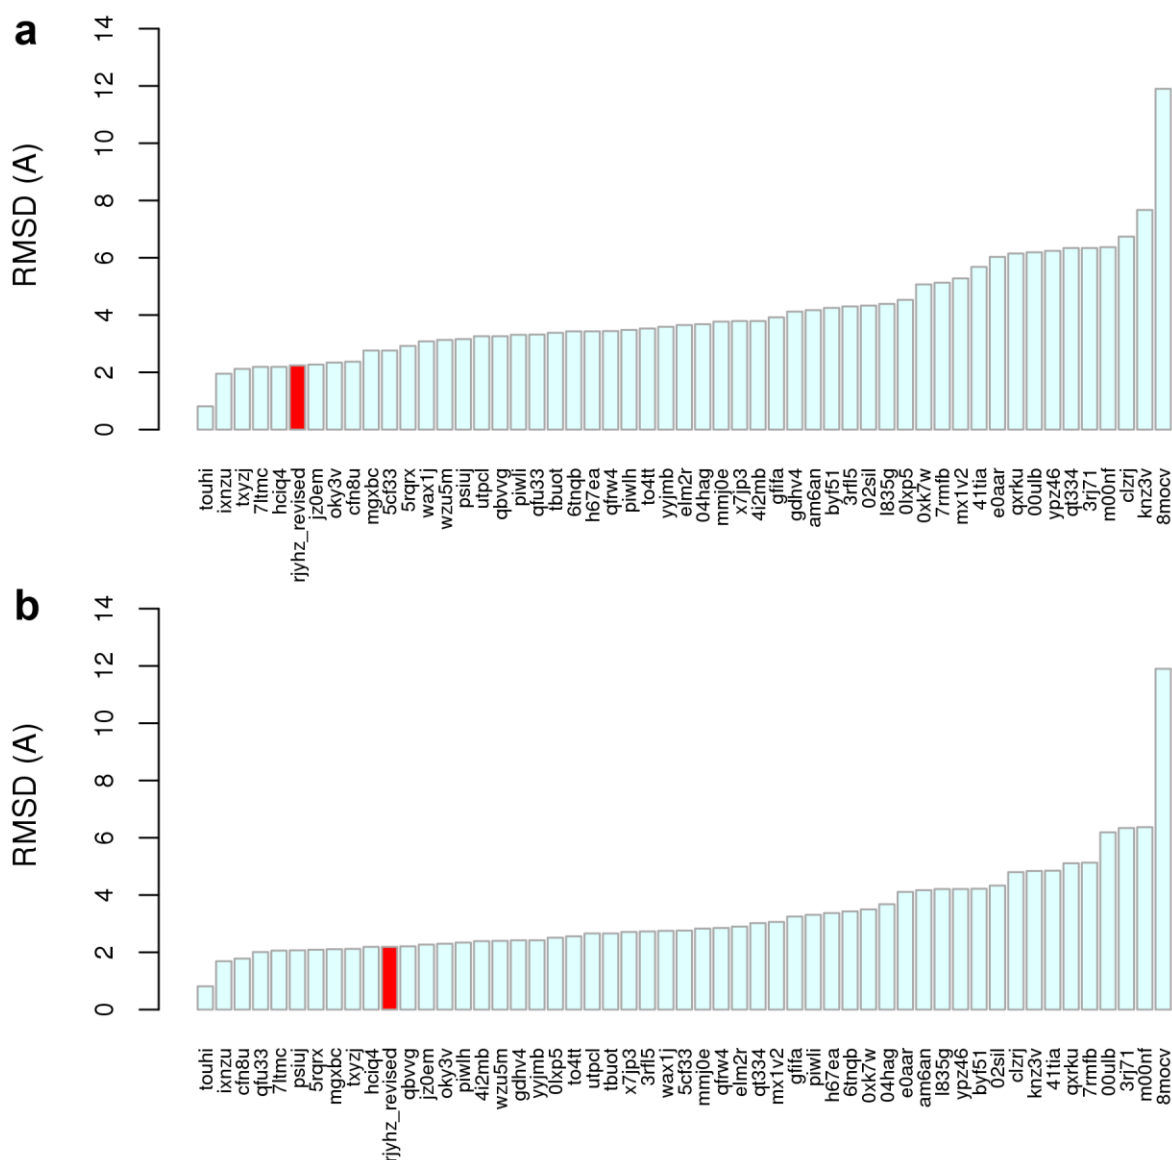 a
RMSD (A)
14
12
10
8
6
4
2
0
touhi
ixnzu
txyzj
7ltmc
hciq4
rjyhz_revised
jz0em
oky3v
cfn8u
mgxbc
5cf33
5rqrx
wax1j
wzu5m
psiuj
utpcl
qbvvg
piwli
qfu33
tbuot
6tnqb
h67ea
qfrw4
piwlh
to4tt
yyjmb
elm2r
04hag
mmj0e
x7jp3
4i2mb
gfifa
gdhv4
am6an
byf51
3rfl5
02sil
l835g
0lxp5
0xk7w
7rmfb
mx1v2
41tia
e0aar
qxrku
00ulb
ypz46
qt334
3rj71
m00nf
clzrj
knz3v
8mocv
b
RMSD (A)
14
12
10
8
6
4
2
0
touhi
ixnzu
cfn8u
qfu33
7ltmc
psiuj
5rqrx
mgxbc
txyzj
hciq4
rjyhz_revised
qbvvg
jz0em
oky3v
piwlh
4i2mb
wzu5m
gdhv4
yyjmb
0lxp5
to4tt
utpcl
tbuot
x7jp3
3rfl5
wax1j
5cf33
mmj0e
qfrw4
elm2r
qt334
mx1v2
gfifa
piwli
h67ea
6tnqb
0xk7w
04hag
e0aar
am6an
l835g
ypz46
byf51
02sil
clzrj
knz3v
41tia
qxrku
7rmfb
00ulb
3rj71
m00nf
8mocv